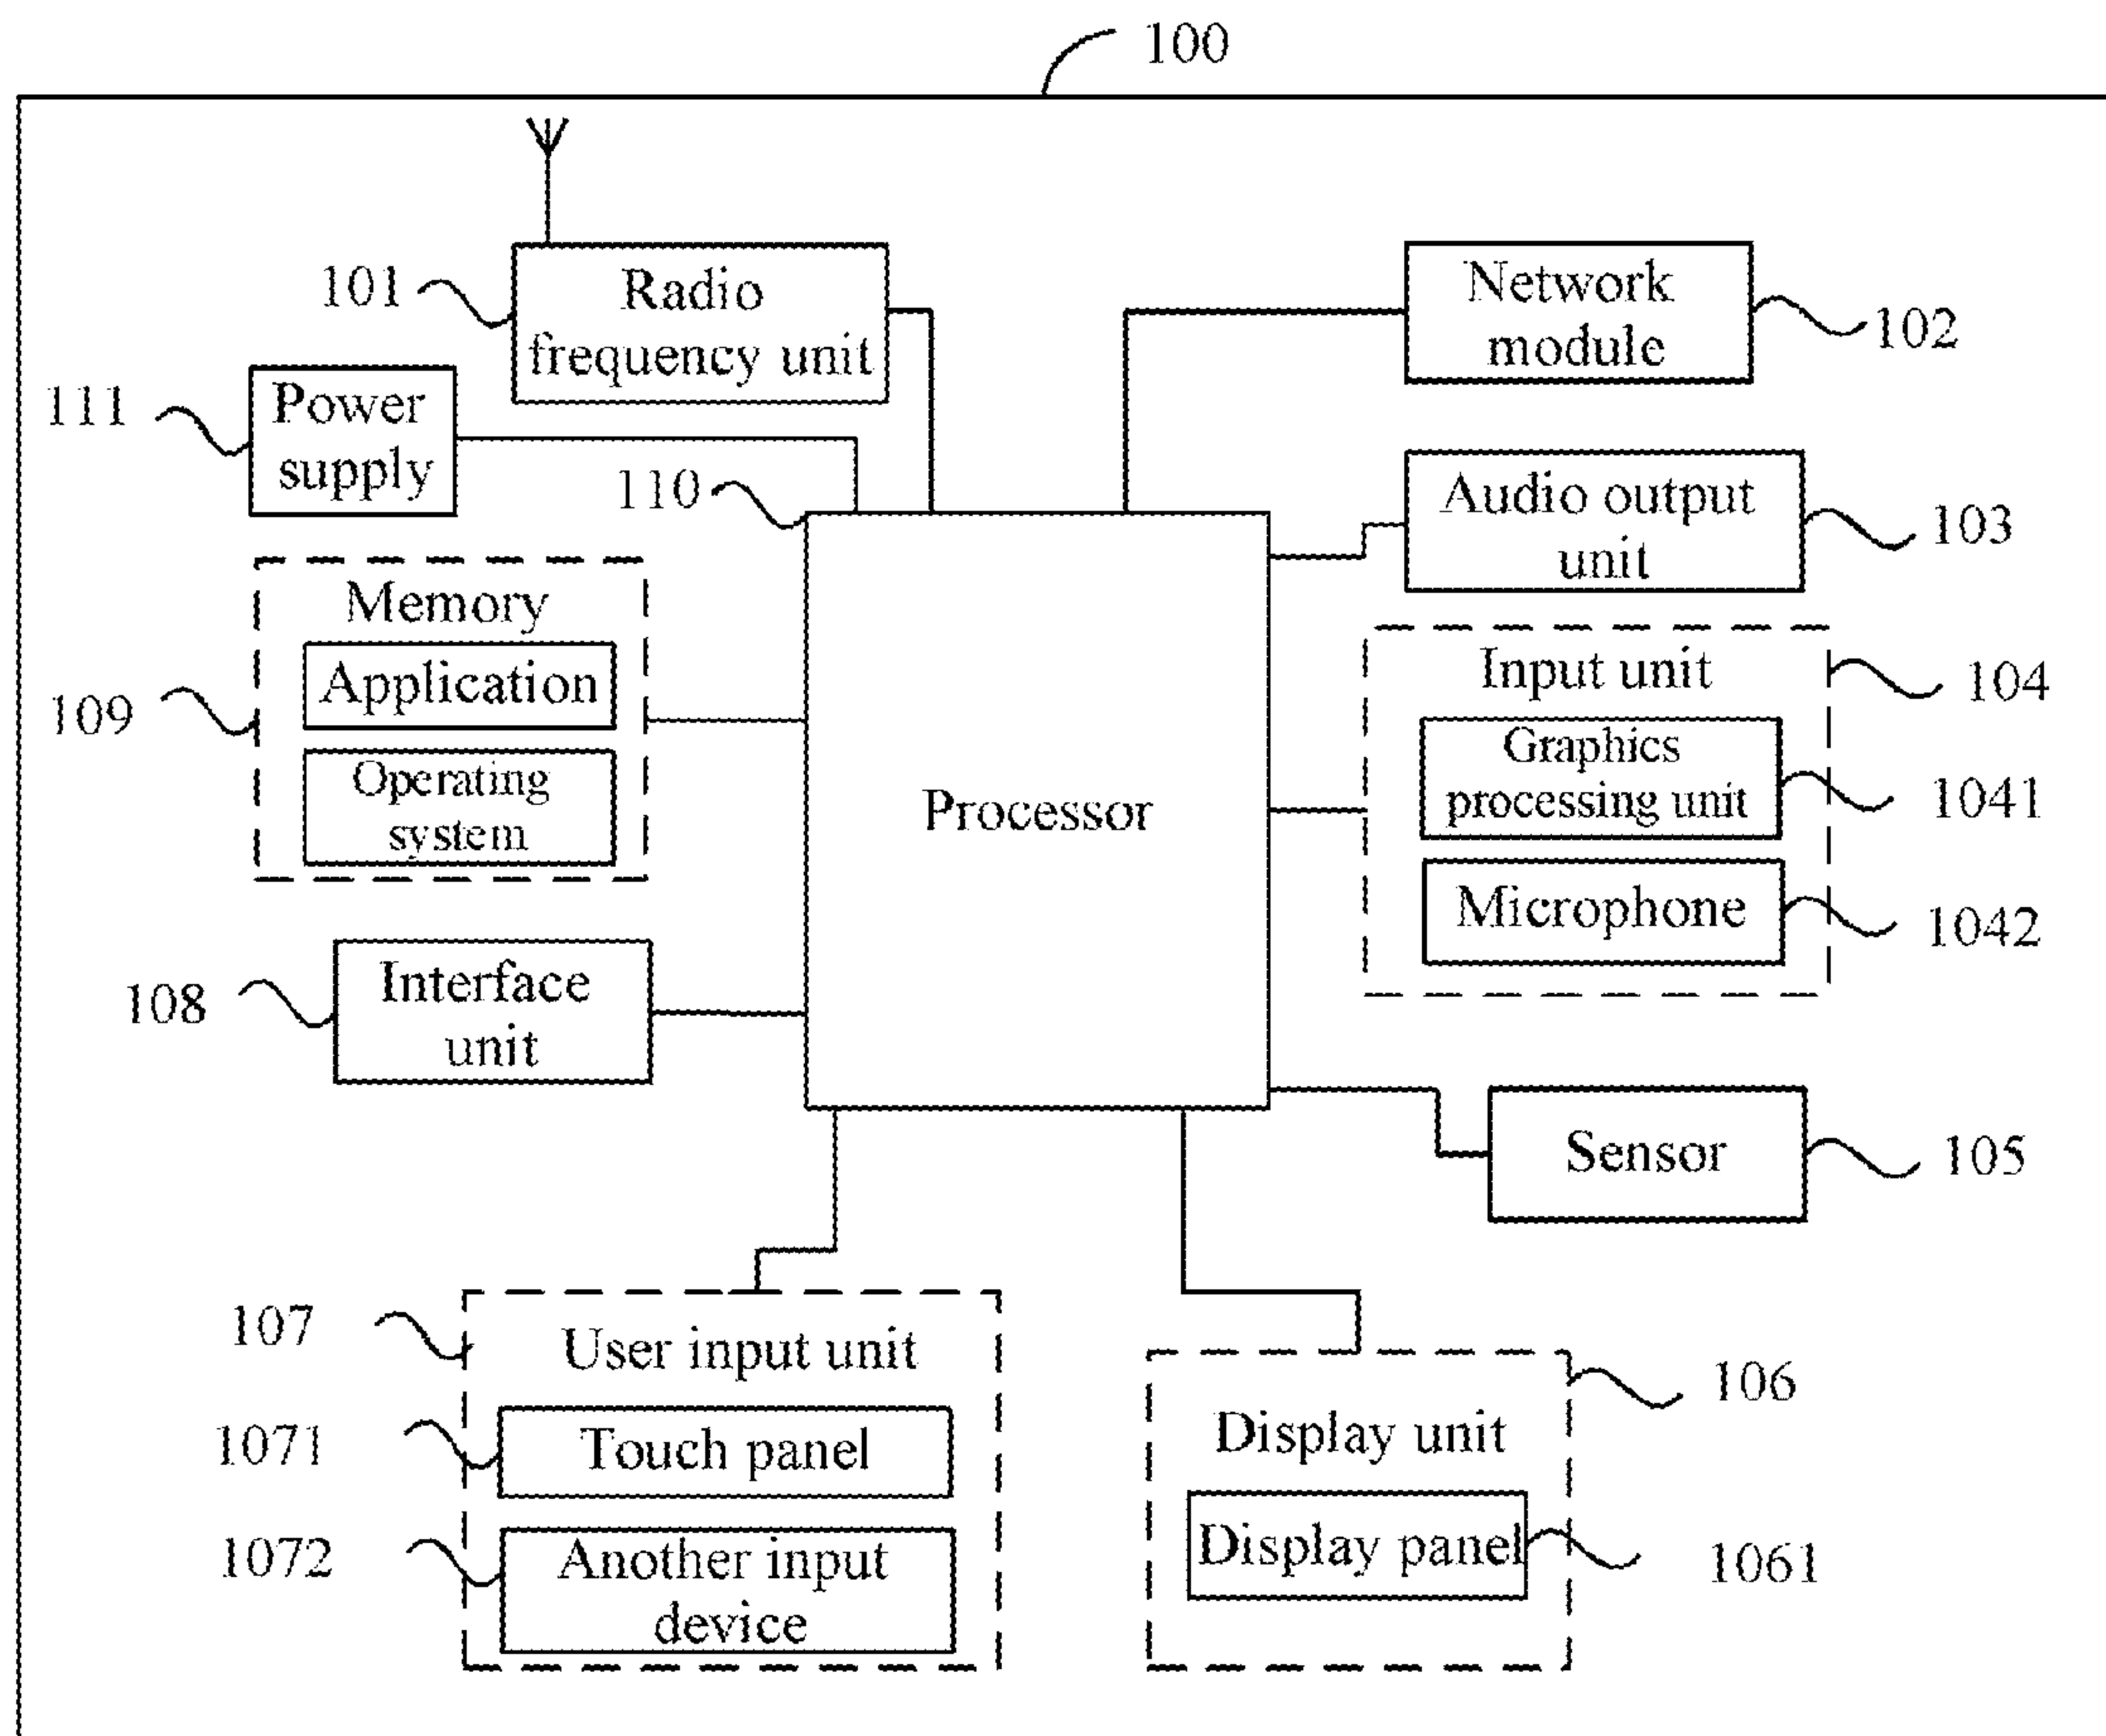 100
101
Radio
frequency unit
Network
module
102
111
Power
supply
110
Audio output
unit
103
Memory
Application
Operating
system
109
Processor
Input unit
104
Graphics
processing unit
1041
Microphone
1042
108
Interface
unit
Sensor
105
107
User input unit
1071
Touch panel
1072
Another input
device
106
Display unit
Display panel
1061